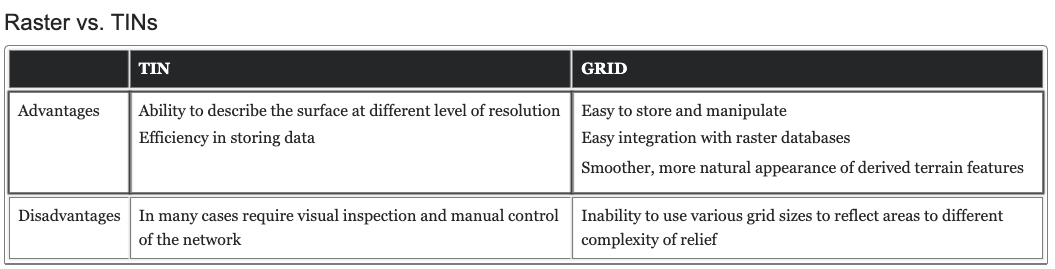 Raster vs. TINs
TIN
GRID
Advantages
Ability to describe the surface at different level of resolution
Efficiency in storing data
Easy to store and manipulate
Easy integration with raster databases
Smoother, more natural appearance of derived terrain features
Disadvantages
In many cases require visual inspection and manual control
of the network
Inability to use various grid sizes to reflect areas to different
complexity of relief